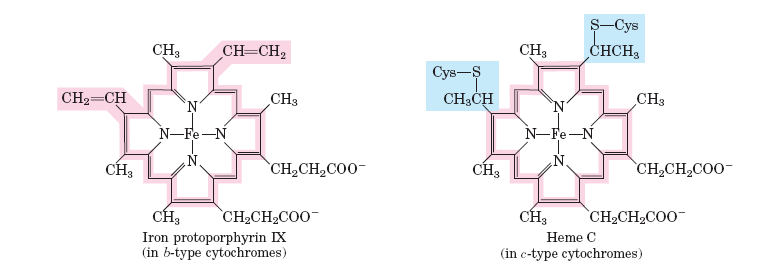 CH₃ CH=CH₂
CH₂=CH
N
CH₃
N—Fe—N
N
CH₃
CH₂CH₂COO⁻
CH₃ CH₂CH₂COO⁻
Iron protoporphyrin IX
(in b-type cytochromes)
S—Cys
CH₃ CHCH₃
Cys—S
CH₃CH
N
CH₃
N—Fe—N
N
CH₃
CH₂CH₂COO⁻
CH₃ CH₂CH₂COO⁻
Heme C
(in c-type cytochromes)